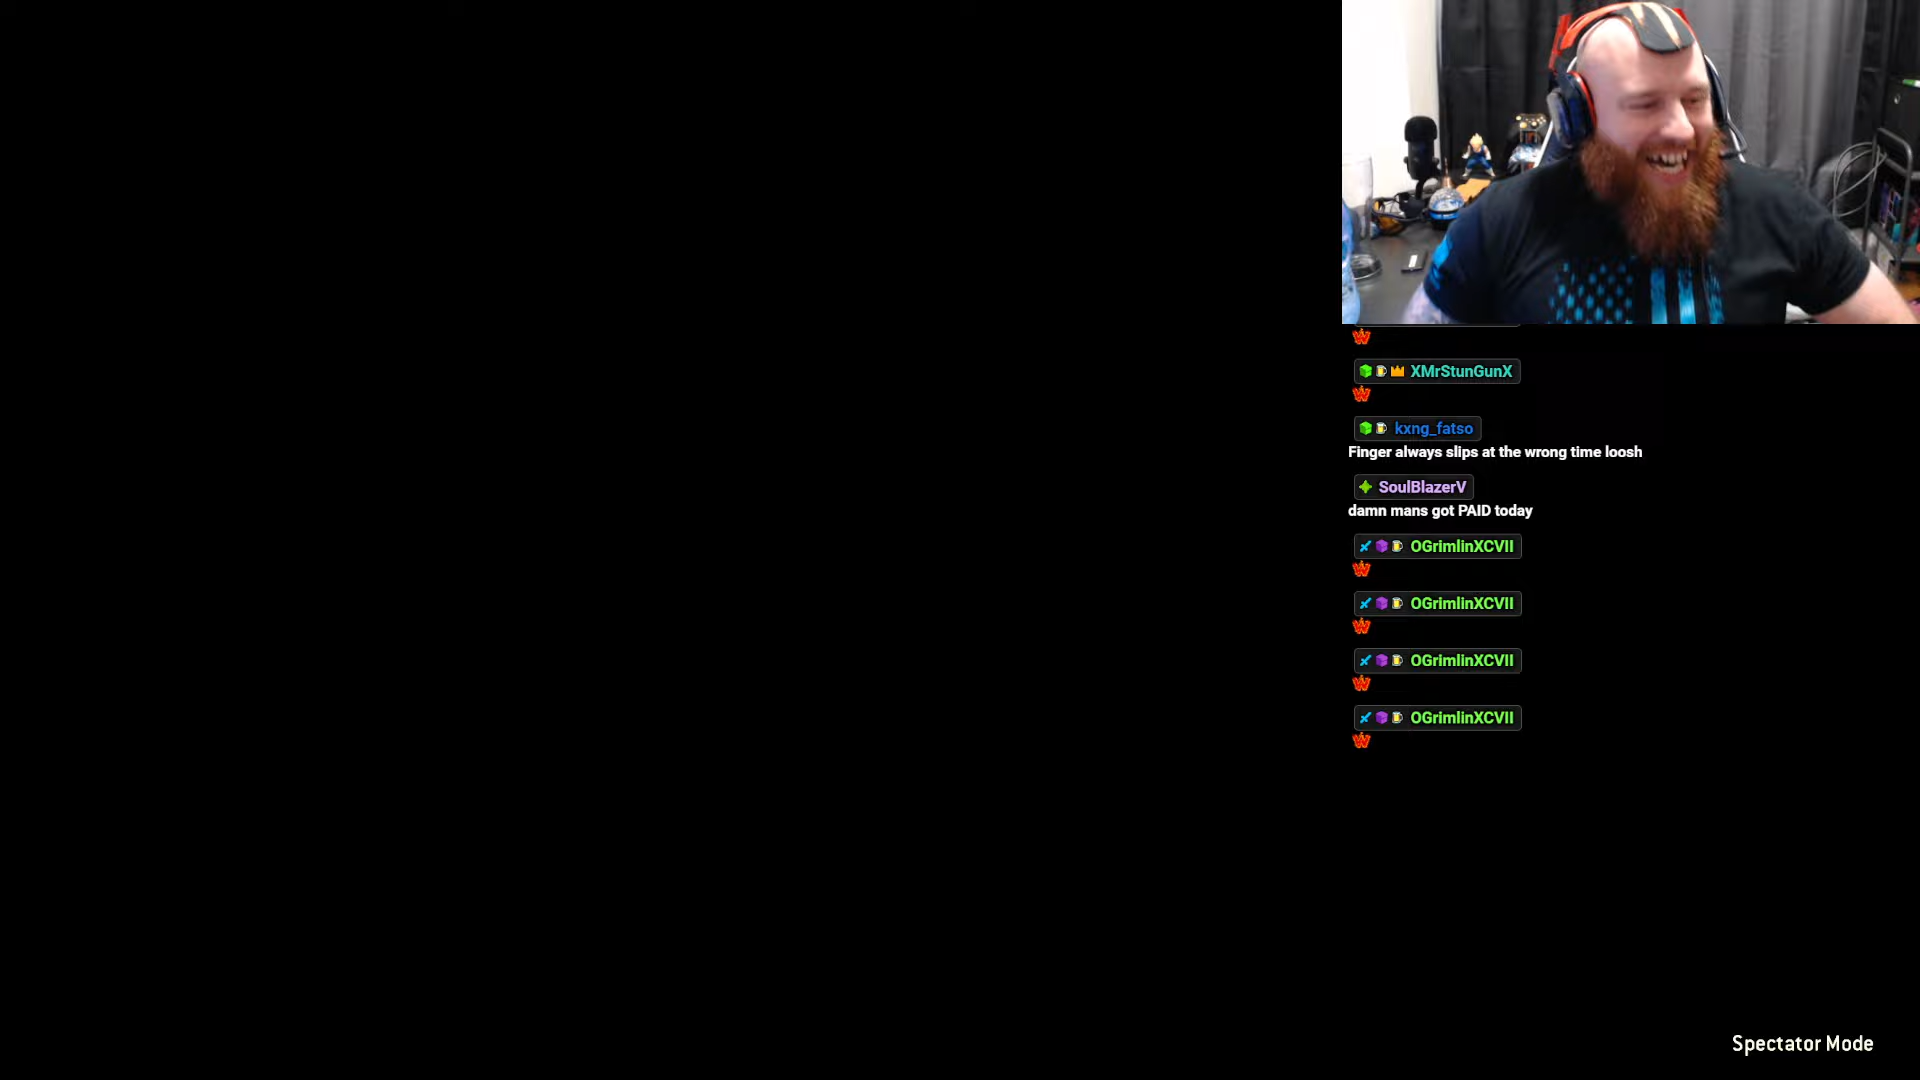 W
XMrStunGunX
W
kxng_fatso
Finger always slips at the wrong time loosh
SoulBlazerV
damn mans got PAID today
OGrimlinXCVII
W
OGrimlinXCVII
W
OGrimlinXCVII
W
OGrimlinXCVII
W
Spectator Mode